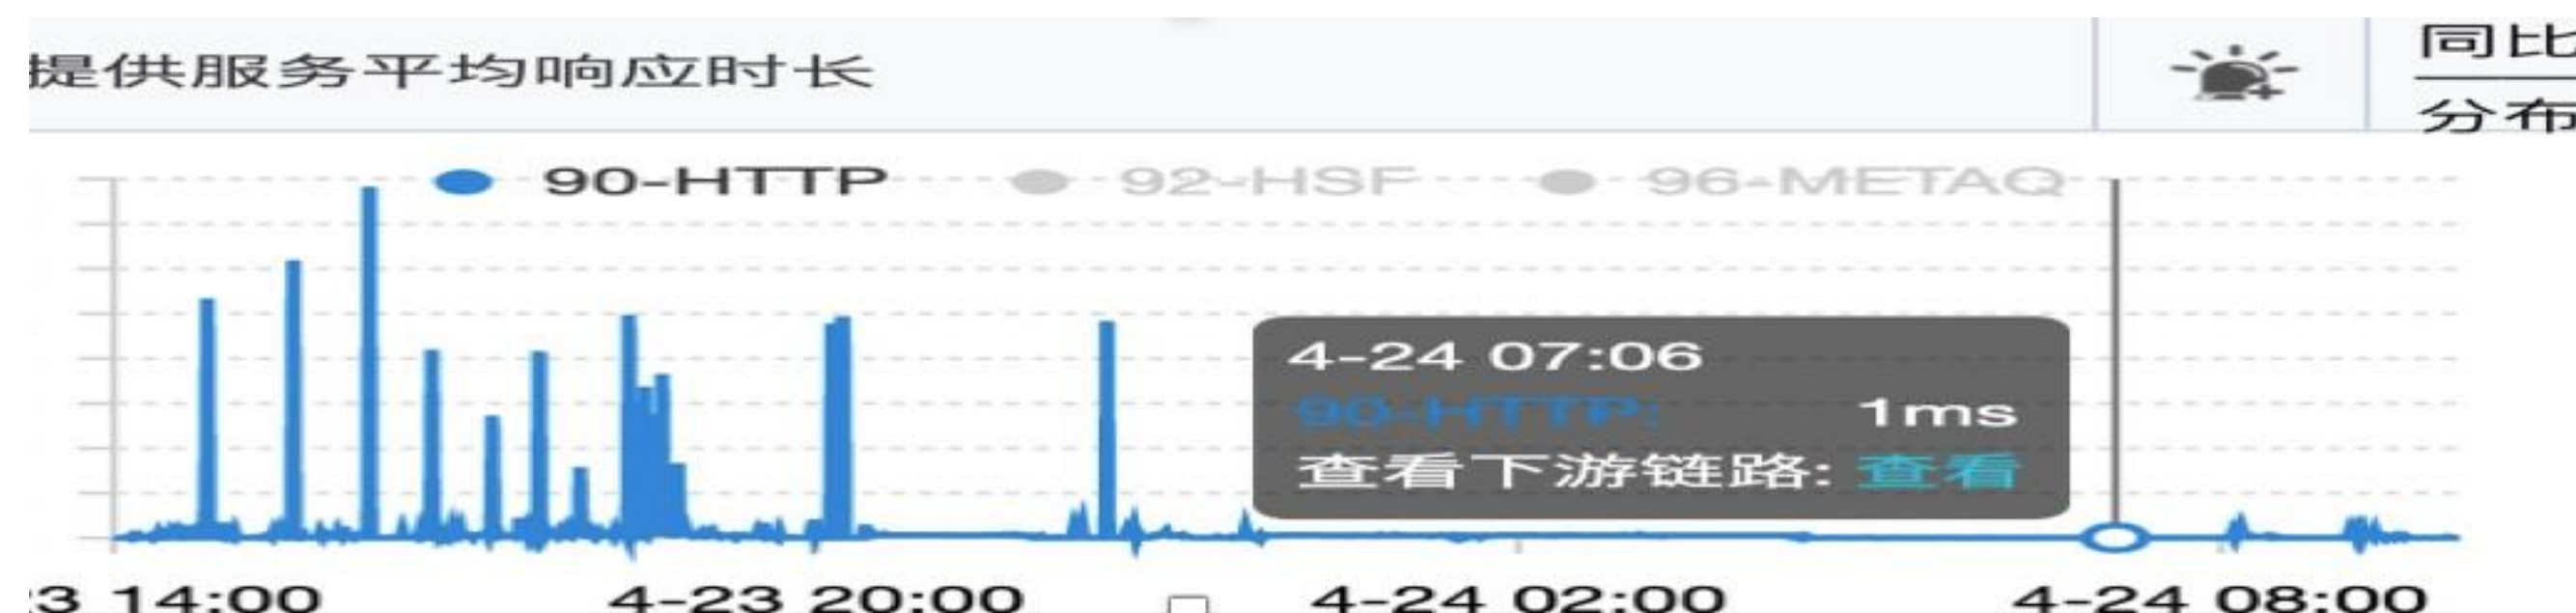 提供服务平均响应时长
同比
分布
90-HTTP 92-HSF 96-METAQ
4-24 07:06
90-HTTP: 1ms
查看下游链路: 查看
3 14:00 4-23 20:00 4-24 02:00 4-24 08:00